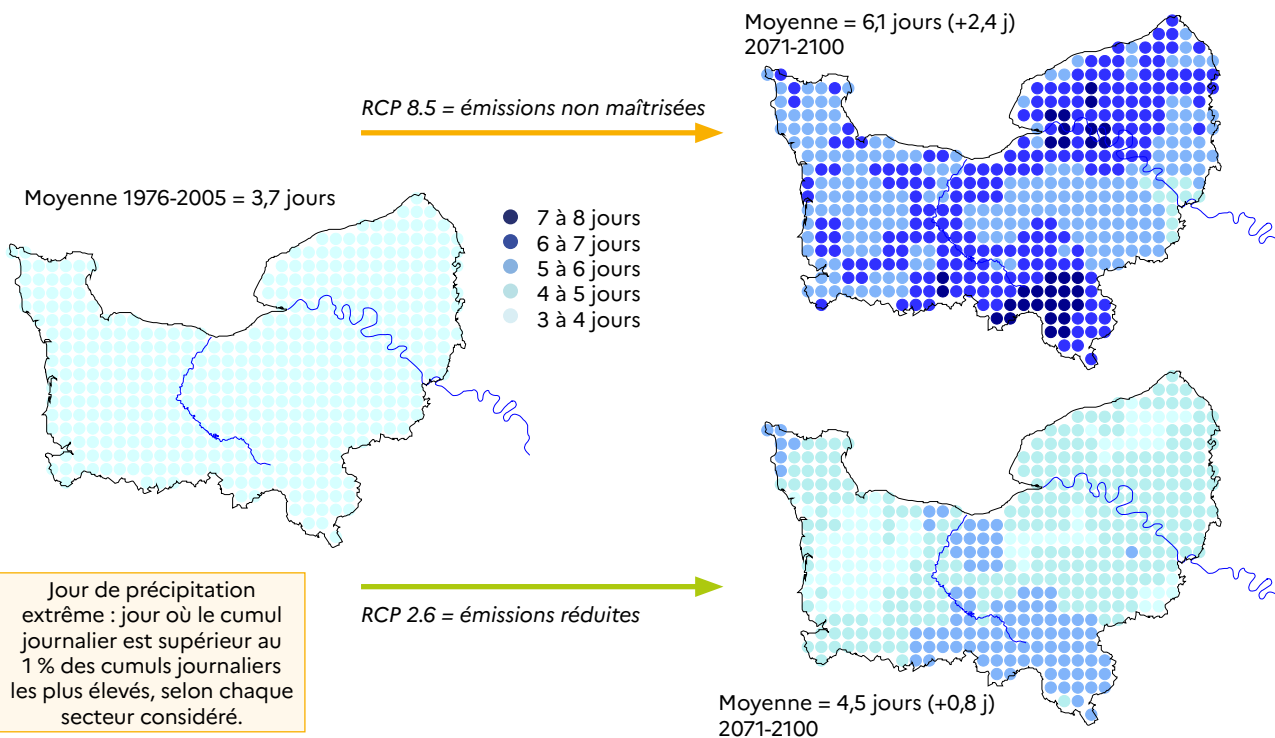 Moyenne = 6,1 jours (+2,4 j)
2071-2100
RCP 8.5 = émissions non maîtrisées
Moyenne 1976-2005 = 3,7 jours
7 à 8 jours
6 à 7 jours
5 à 6 jours
4 à 5 jours
3 à 4 jours
Jour de précipitation
extrême : jour où le cumul
journalier est supérieur au
1 % des cumuls journaliers
les plus élevés, selon chaque
secteur considéré.
RCP 2.6 = émissions réduites
Moyenne = 4,5 jours (+0,8 j)
2071-2100